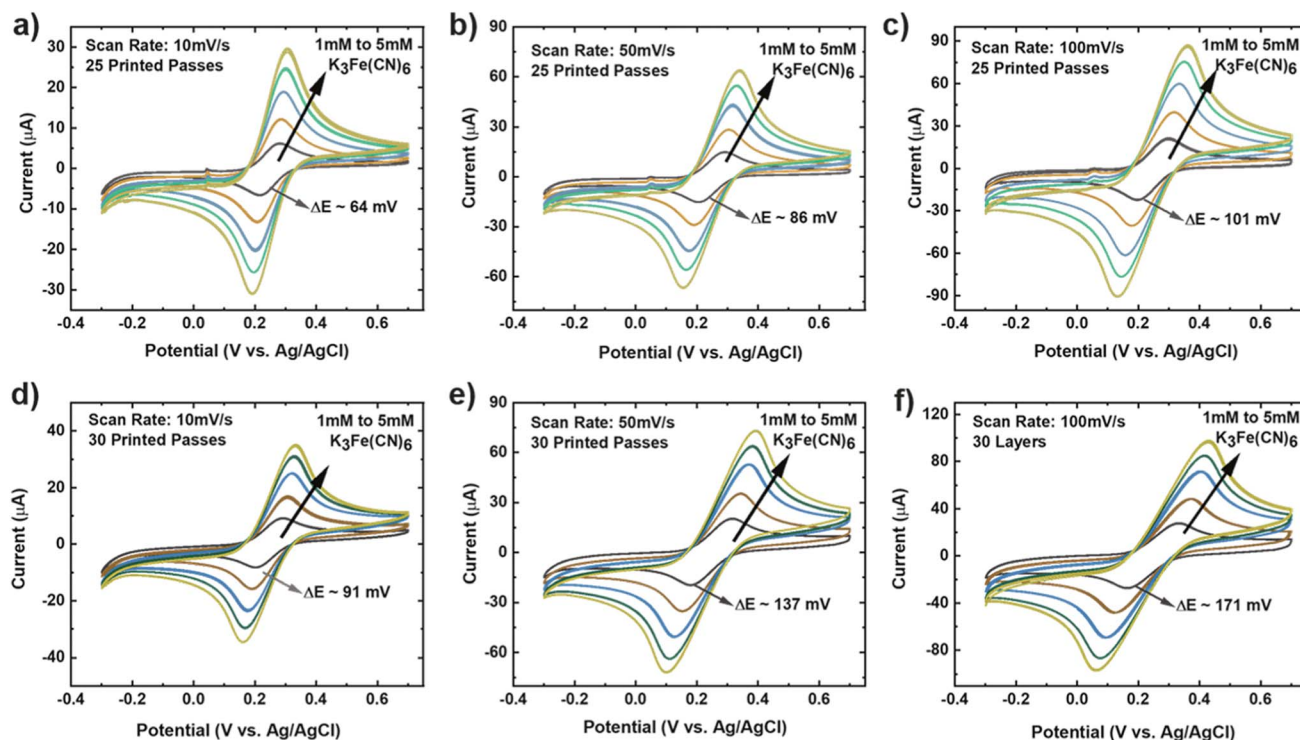 a)
Scan Rate: 10mV/s
25 Printed Passes
1mM to 5mM
K₃Fe(CN)₆
ΔE ~ 64 mV
Current (μA)
30
20
10
0
-10
-20
-30
-0.4 -0.2 0.0 0.2 0.4 0.6
Potential (V vs. Ag/AgCl)
b)
Scan Rate: 50mV/s
25 Printed Passes
1mM to 5mM
K₃Fe(CN)₆
ΔE ~ 86 mV
Current (μA)
90
60
30
0
-30
-60
-0.4 -0.2 0.0 0.2 0.4 0.6
Potential (V vs. Ag/AgCl)
c)
Scan Rate: 100mV/s
25 Printed Passes
1mM to 5mM
K₃Fe(CN)₆
ΔE ~ 101 mV
Current (μA)
90
60
30
0
-30
-60
-90
-0.4 -0.2 0.0 0.2 0.4 0.6
Potential (V vs. Ag/AgCl)
d)
Scan Rate: 10mV/s
30 Printed Passes
1mM to 5mM
K₃Fe(CN)₆
ΔE ~ 91 mV
Current (μA)
40
20
0
-20
-40
-0.4 -0.2 0.0 0.2 0.4 0.6
Potential (V vs. Ag/AgCl)
e)
Scan Rate: 50mV/s
30 Printed Passes
1mM to 5mM
K₃Fe(CN)₆
ΔE ~ 137 mV
Current (μA)
90
60
30
0
-30
-60
-0.4 -0.2 0.0 0.2 0.4 0.6
Potential (V vs. Ag/AgCl)
f)
Scan Rate: 100mV/s
30 Layers
1mM to 5mM
K₃Fe(CN)₆
ΔE ~ 171 mV
Current (μA)
120
80
40
0
-40
-80
-0.4 -0.2 0.0 0.2 0.4 0.6
Potential (V vs. Ag/AgCl)